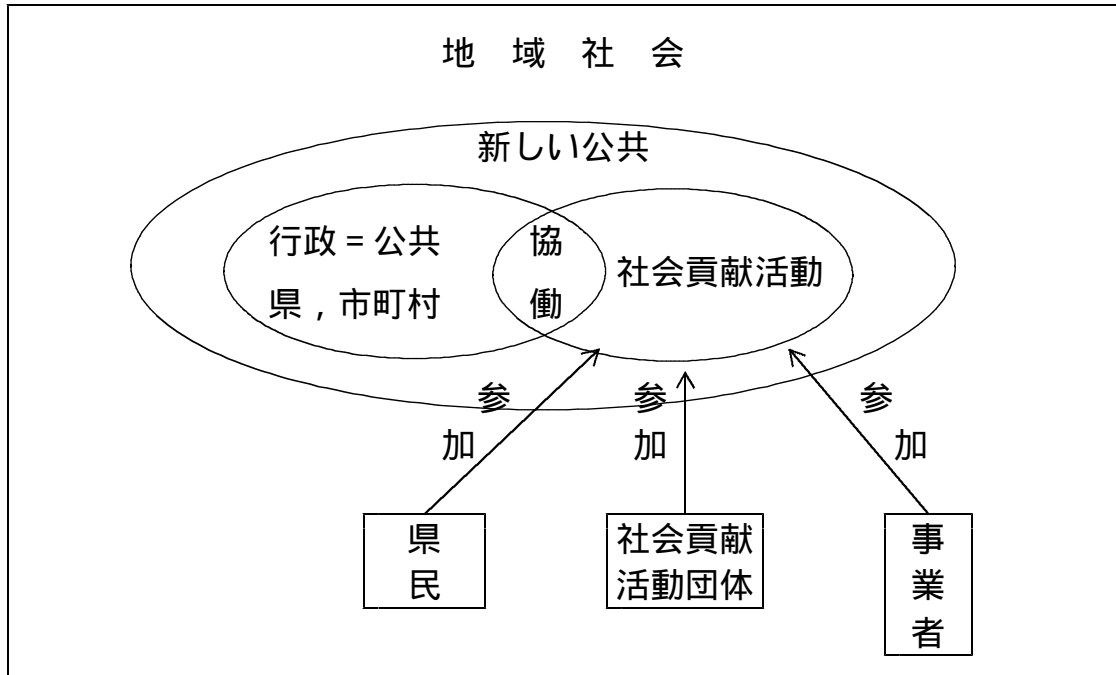 地域社会
新しい公共
行政=公共
県,市町村
協働
社会貢献活動
参加
参加
参加
県民
社会貢献
活動団体
事業者